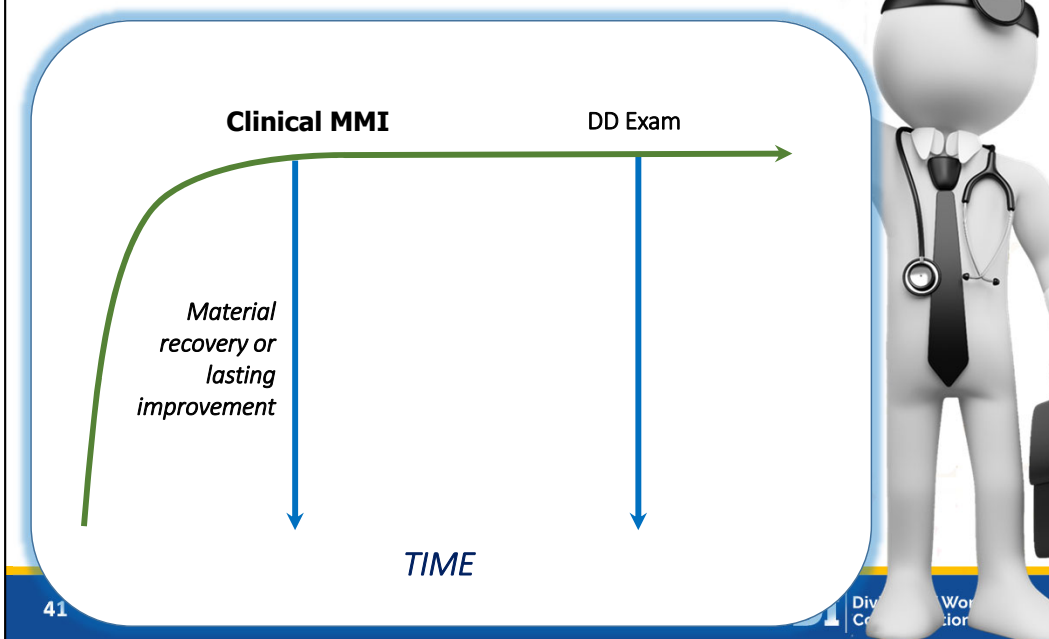 Clinical MMI
DD Exam
Material
recovery or
lasting
improvement
TIME
41